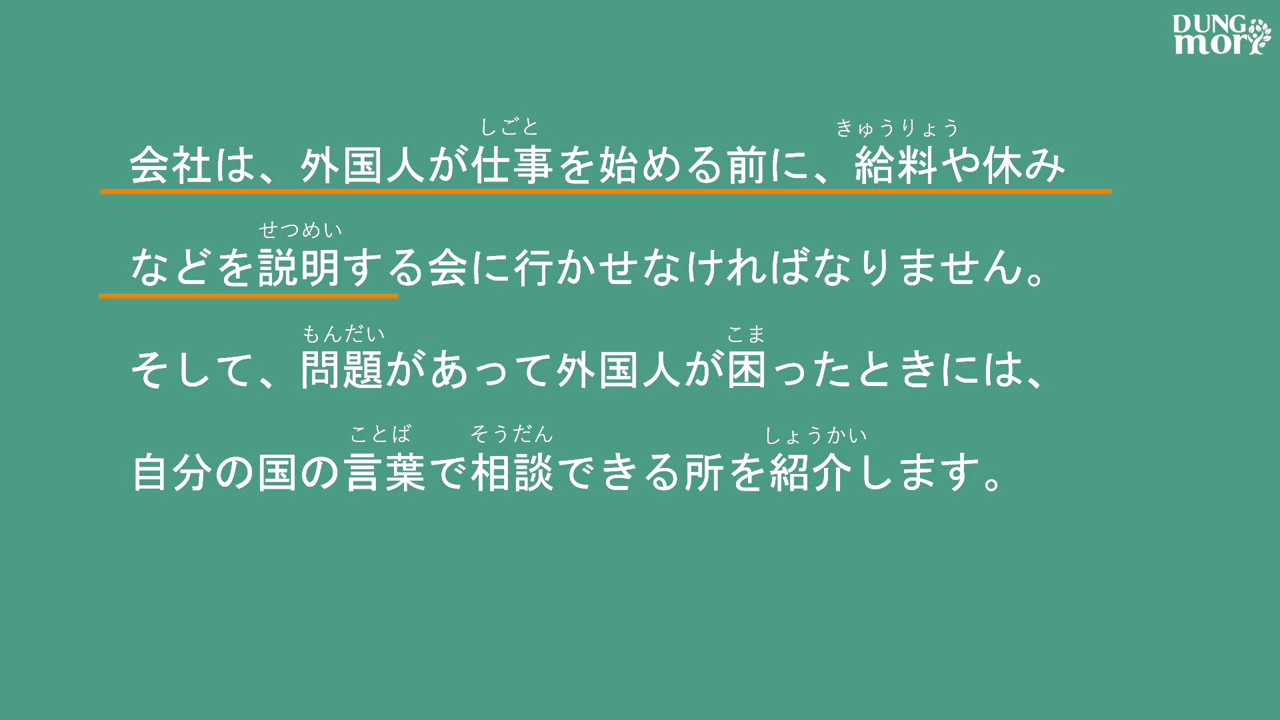 DUNG
mori
しごと きゅうりょう
会社は、外国人が仕事を始める前に、給料や休み
せつめい
などを説明する会に行かせなければなりません。
もんだい こま
そして、問題があって外国人が困ったときには、
ことば そうだん しょうかい
自分の国の言葉で相談できる所を紹介します。